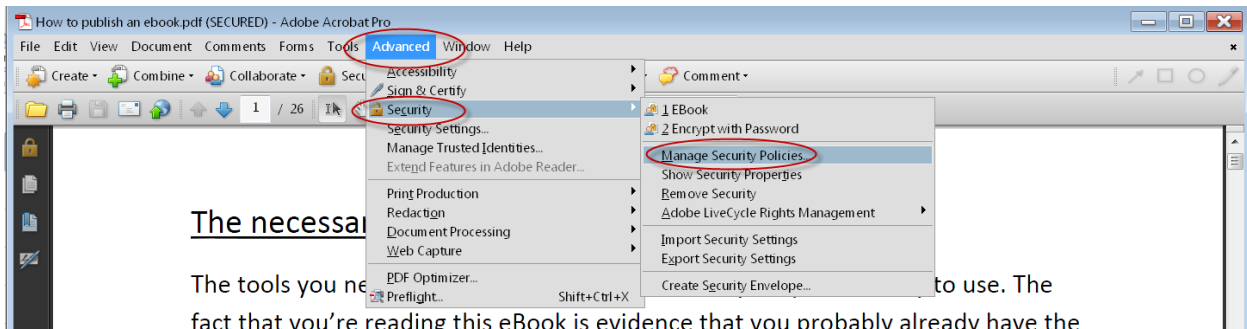 How to publish an ebook.pdf (SECURED) - Adobe Acrobat Pro
File Edit View Document Comments Forms Tools Advanced Window Help
Create Combine Collaborate Comment
1 / 26
Accessibility
Sign & Certify
Security
Security Settings...
Manage Trusted Identities...
Extend Features in Adobe Reader...
Print Production
Redaction
Document Processing
Web Capture
PDF Optimizer...
Preflight... Shift+Ctrl+X
1 EBook
2 Encrypt with Password
Manage Security Policies...
Show Security Properties
Remove Security
Adobe LiveCycle Rights Management
Import Security Settings
Export Security Settings
Create Security Envelope...
The
The tools you to use. The
fact that you're reading this eBook is evidence that you probably already have the